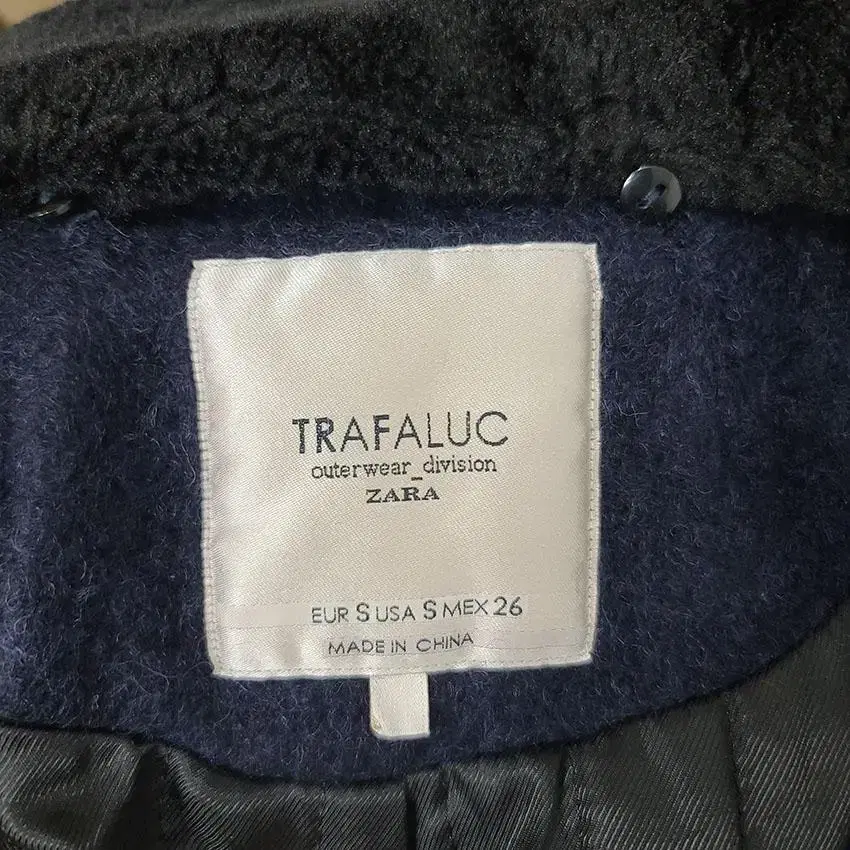 TRAFALUC
outerwear_division
ZARA
EUR S USA S MEX 26
MADE IN CHINA